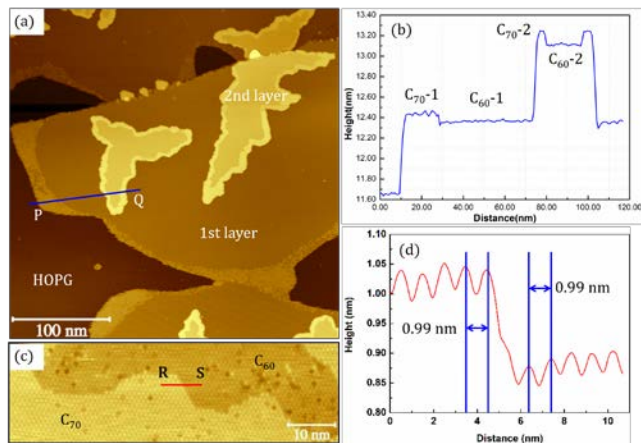 (a)
2nd layer
P
Q
1st layer
HOPG
100 nm
(b)
C₇₀-2
C₆₀-2
C₇₀-1
C₆₀-1
Height(nm)
13.20
13.00
12.80
12.60
12.40
12.20
12.00
11.80
11.60
0.00 20.00 40.00 60.00 80.00 100.00 120.00
Distance(nm)
(c)
R S
C₆₀
C₇₀
10 nm
(d)
0.99 nm
0.99 nm
Height (nm)
1.05
1.00
0.95
0.90
0.85
0.80
0 2 4 6 8 10
Distance (nm)